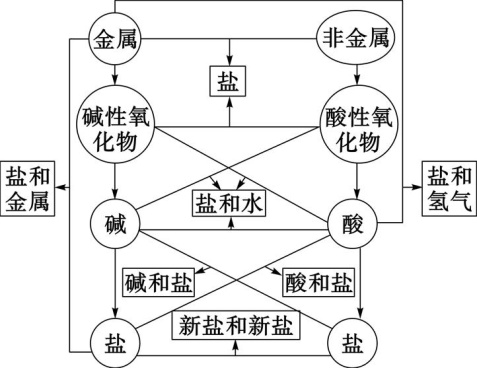 金属
非金属
盐
碱性氧
化物
酸性氧
化物
盐和
金属
盐和水
盐和
氢气
碱
酸
碱和盐
酸和盐
新盐和新盐
盐
盐